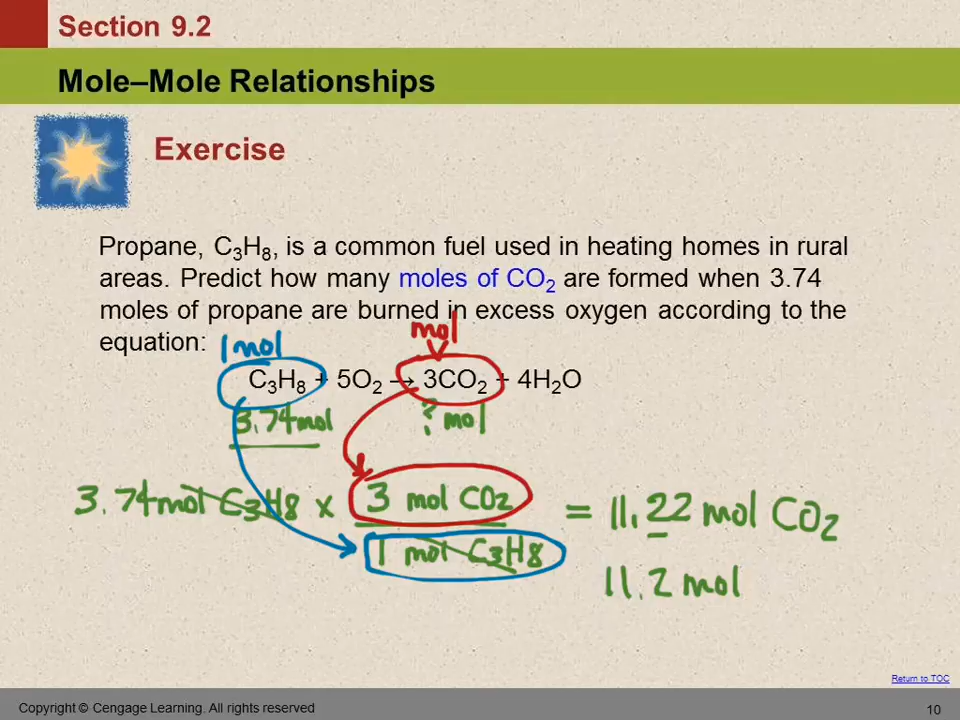 Section 9.2
Mole–Mole Relationships
Exercise
Propane, C₃H₈, is a common fuel used in heating homes in rural
areas. Predict how many moles of CO₂ are formed when 3.74
moles of propane are burned in excess oxygen according to the
equation:
1 mol
mol
C₃H₈ + 5O₂ → 3CO₂ + 4H₂O
3.74 mol
? mol
3.74 mol C₃H₈ x 3 mol CO₂ = 11.22 mol CO₂
1 mol C₃H₈
11.2 mol
Return to TOC
Copyright © Cengage Learning. All rights reserved
10